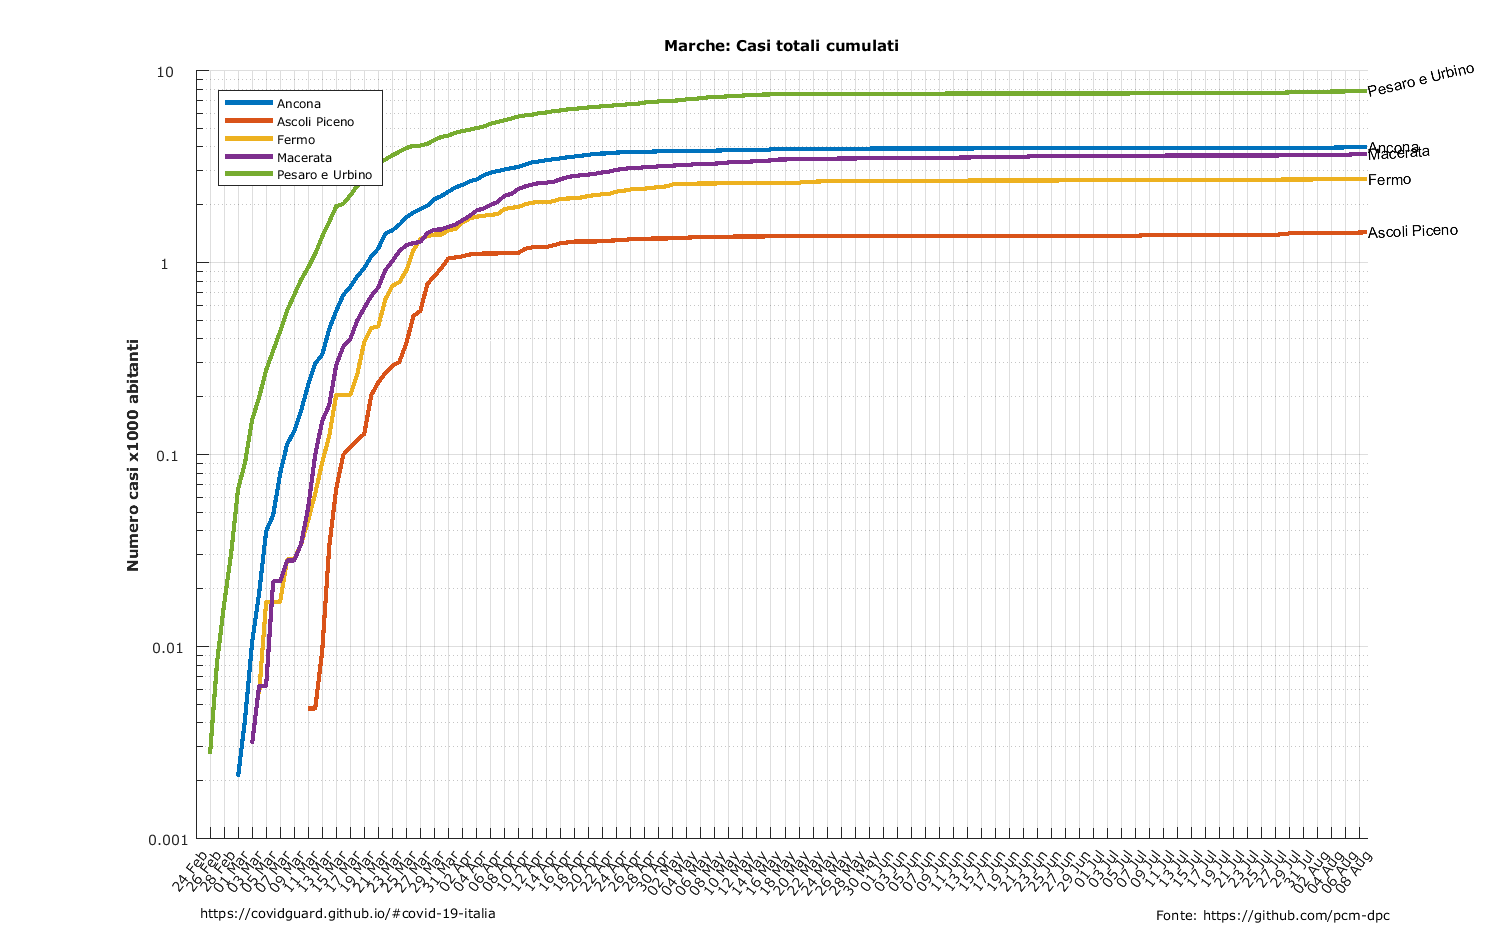 Marche: Casi totali cumulati
Pesaro e Urbino
Ancona
Macerata
Fermo
Ascoli Piceno
Ancona
Ascoli Piceno
Fermo
Macerata
Pesaro e Urbino
Numero casi x1000 abitanti
10
1
0.1
0.01
0.001
24 Feb
26 Feb
28 Feb
01 Mar
03 Mar
05 Mar
07 Mar
09 Mar
11 Mar
13 Mar
15 Mar
17 Mar
19 Mar
21 Mar
23 Mar
25 Mar
27 Mar
29 Mar
31 Mar
02 Apr
04 Apr
06 Apr
08 Apr
10 Apr
12 Apr
14 Apr
16 Apr
18 Apr
20 Apr
22 Apr
24 Apr
26 Apr
28 Apr
30 Apr
02 May
04 May
06 May
08 May
10 May
12 May
14 May
16 May
18 May
20 May
22 May
24 May
26 May
28 May
30 May
01 Jun
03 Jun
05 Jun
07 Jun
09 Jun
11 Jun
13 Jun
15 Jun
17 Jun
19 Jun
21 Jun
23 Jun
25 Jun
27 Jun
29 Jun
01 Jul
03 Jul
05 Jul
07 Jul
09 Jul
11 Jul
13 Jul
15 Jul
17 Jul
19 Jul
21 Jul
23 Jul
25 Jul
27 Jul
29 Jul
31 Jul
02 Aug
04 Aug
06 Aug
08 Aug
https://covidguard.github.io/#covid-19-italia
Fonte: https://github.com/pcm-dpc